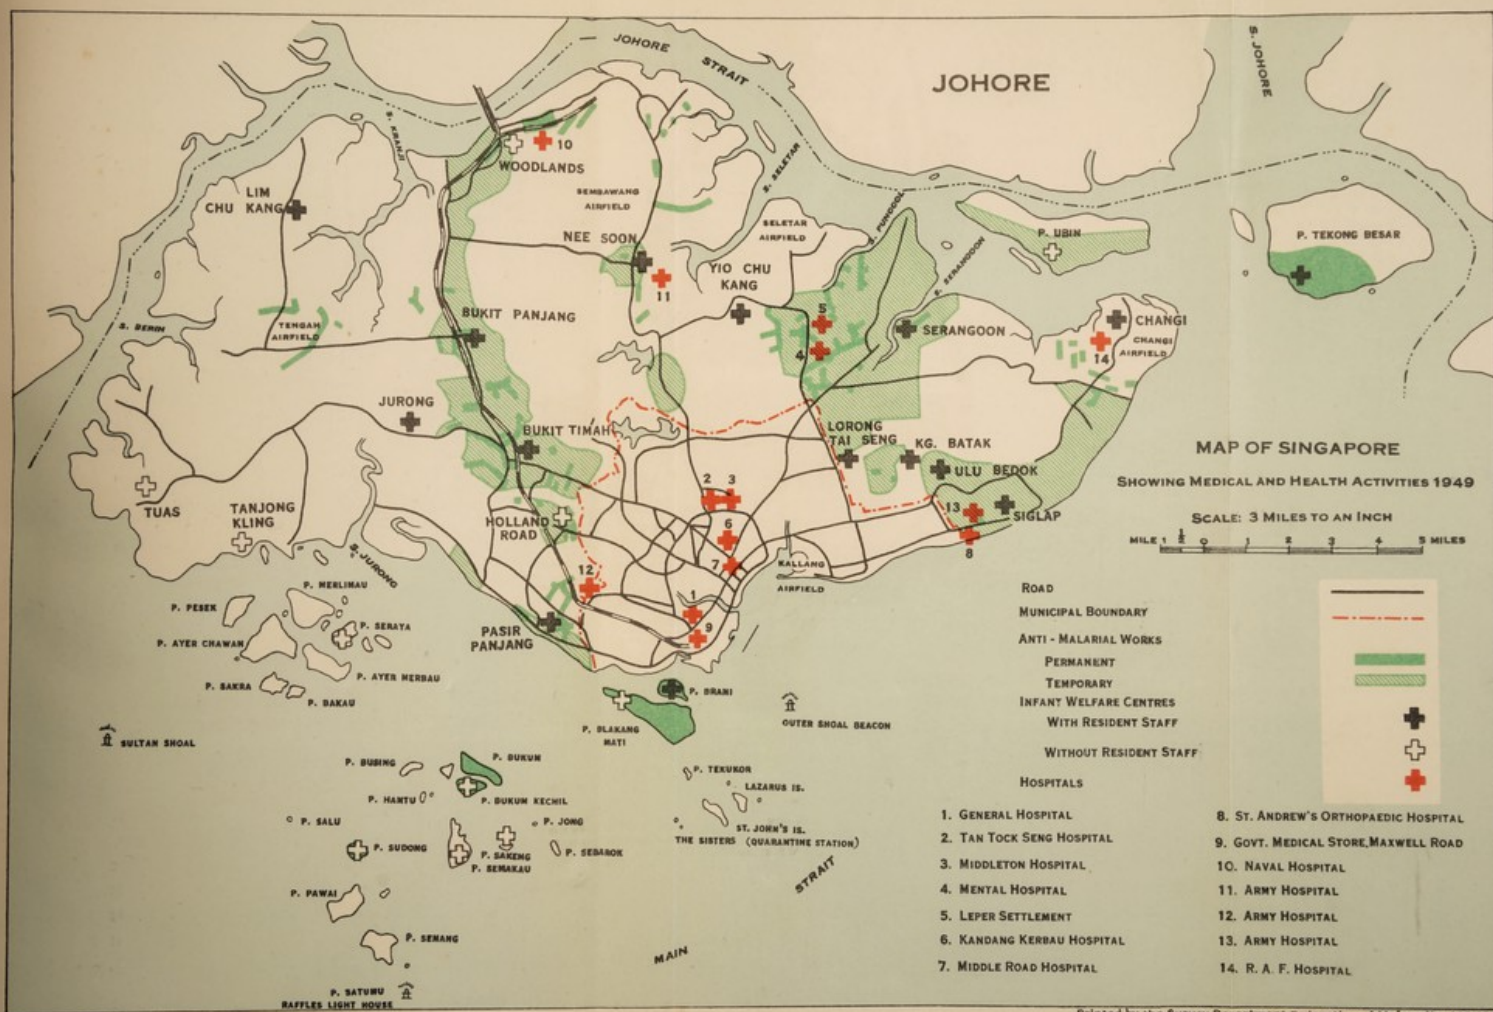 JOHORE
STRAIT
JOHORE
S. JOHORE
S. KRANJI
10
WOODLANDS
LIM
CHU KANG
SEMBAWANG
AIRFIELD
S. SELETAR
NEE SOON
SELETAR
AIRFIELD
S. PUNGGOL
P. UBIN
P. TEKONG BESAR
11
YIO CHU
KANG
S. SERANGOON
BUKIT PANJANG
5
SERANGOON
CHANGI
S. BERIH
TENGAH
AIRFIELD
4
14
CHANGI
AIRFIELD
JURONG
BUKIT TIMAH
LORONG
TAI SENG
KG. BATAK
ULU BEDOK
MAP OF SINGAPORE
SHOWING MEDICAL AND HEALTH ACTIVITIES 1949
SCALE: 3 MILES TO AN INCH
MILE 1 ½ 0 1 2 3 4 5 MILES
2 3
TUAS
TANJONG
KLING
HOLLAND
ROAD
6
13
SIGLAP
8
S. JURONG
12
7
KALLANG
AIRFIELD
P. MERLIMAU
P. PESEK
P. SERAYA
P. AYER CHAWAN
P. AYER MERBAU
P. SAKRA
P. BAKAU
PASIR
PANJANG
1
9
ROAD
MUNICIPAL BOUNDARY
ANTI - MALARIAL WORKS
PERMANENT
TEMPORARY
INFANT WELFARE CENTRES
WITH RESIDENT STAFF
WITHOUT RESIDENT STAFF
HOSPITALS
P. BRANI
P. BLAKANG
MATI
OUTER SHOAL BEACON
SULTAN SHOAL
P. BUSING
P. BUKUM
P. HANTU
P. BUKUM KECHIL
P. TEKUKOR
LAZARUS IS.
P. SALU
P. JONG
ST. JOHN'S IS.
THE SISTERS (QUARANTINE STATION)
P. SUDONG
P. SAKENG
P. SEMAKAU
P. SEBAROK
P. PAWAI
P. SENANG
STRAIT
MAIN
P. SATUMU
RAFFLES LIGHT HOUSE
1. GENERAL HOSPITAL
2. TAN TOCK SENG HOSPITAL
3. MIDDLETON HOSPITAL
4. MENTAL HOSPITAL
5. LEPER SETTLEMENT
6. KANDANG KERBAU HOSPITAL
7. MIDDLE ROAD HOSPITAL
8. ST. ANDREW'S ORTHOPAEDIC HOSPITAL
9. GOVT. MEDICAL STORE, MAXWELL ROAD
10. NAVAL HOSPITAL
11. ARMY HOSPITAL
12. ARMY HOSPITAL
13. ARMY HOSPITAL
14. R. A. F. HOSPITAL